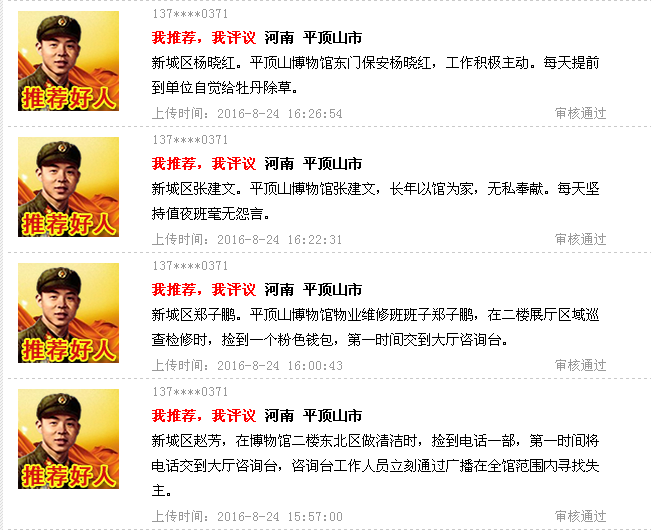 137****0371
我推荐，我评议 河南 平顶山市
新城区杨晓红。平顶山博物馆东门保安杨晓红，工作积极主动。每天提前
到单位自觉给牡丹除草。
推荐好人
上传时间：2016-8-24 16:26:54 审核通过
137****0371
我推荐，我评议 河南 平顶山市
新城区张建文。平顶山博物馆张建文，长年以馆为家，无私奉献。每天坚
持值夜班毫无怨言。
推荐好人
上传时间：2016-8-24 16:22:31 审核通过
137****0371
我推荐，我评议 河南 平顶山市
新城区郑子鹏。平顶山博物馆物业维修班班子郑子鹏，在二楼展厅区域巡
查检修时，捡到一个粉色钱包，第一时间交到大厅咨询台。
推荐好人
上传时间：2016-8-24 16:00:43 审核通过
137****0371
我推荐，我评议 河南 平顶山市
新城区赵芳，在博物馆二楼东北区做清洁时，捡到电话一部，第一时间将
电话交到大厅咨询台，咨询台工作人员立刻通过广播在全馆范围内寻找失
推荐好人
主。
上传时间：2016-8-24 15:57:00 审核通过